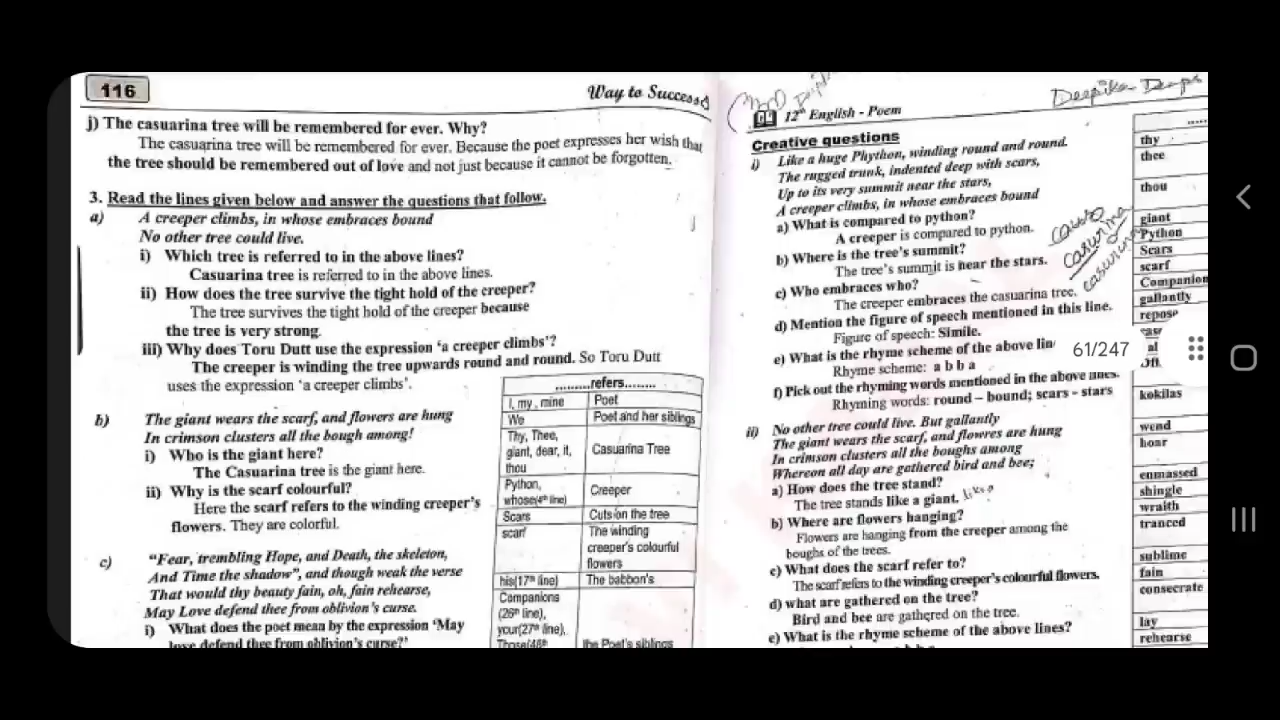 116
Way to Success
j) The casuarina tree will be remembered for ever. Why?
The casuarina tree will be remembered for ever. Because the poet expresses her wish that
the tree should be remembered out of love and not just because it cannot be forgotten.
3. Read the lines given below and answer the questions that follow.
a) A creeper climbs, in whose embraces bound
No other tree could live.
i) Which tree is referred to in the above lines?
Casuarina tree is referred to in the above lines.
ii) How does the tree survive the tight hold of the creeper?
The tree survives the tight hold of the creeper because
the tree is very strong.
iii) Why does Toru Dutt use the expression 'a creeper climbs'?
The creeper is winding the tree upwards round and round. So Toru Dutt
uses the expression 'a creeper climbs'.
b) The giant wears the scarf, and flowers are hung
In crimson clusters all the bough among!
i) Who is the giant here?
The Casuarina tree is the giant here.
ii) Why is the scarf colourful?
Here the scarf refers to the winding creeper's
flowers. They are colorful.
c) "Fear, trembling Hope, and Death, the skeleton,
And Time the shadow", and though weak the verse
That would thy beauty fain, oh, fain rehearse,
May Love defend thee from oblivion's curse.
i) What does the poet mean by the expression 'May
love defend thee from oblivion's curse?'
.........refers........
I, my, mine Poet
We Poet and her siblings
Thy, Thee,
giant, dear, it,
thou
Casuarina Tree
Python,
whose(4th line)
Creeper
Scars Cuts on the tree
scarf The winding
creeper's colourful
flowers
his(17th line) The babbon's
Companions
(26th line),
your(27th line),
Those(48th the Poet's siblings
12th English - Poem
Deepika
Creative questions
i) Like a huge Phython, winding round and round.
The rugged trunk, indented deep with scars,
Up to its very summit near the stars,
A creeper climbs, in whose embraces bound
a) What is compared to python?
A creeper is compared to python.
b) Where is the tree's summit?
The tree's summit is near the stars.
c) Who embraces who?
The creeper embraces the casuarina tree.
d) Mention the figure of speech mentioned in this line.
Figure of speech: Simile.
e) What is the rhyme scheme of the above lin
Rhyme scheme: a b b a
f) Pick out the rhyming words mentioned in the above lines.
Rhyming words: round – bound; scars - stars
ii) No other tree could live. But gallantly
The giant wears the scarf, and flowres are hung
In crimson clusters all the boughs among
Whereon all day are gathered bird and bee;
a) How does the tree stand?
The tree stands like a giant. like
b) Where are flowers hanging?
Flowers are hanging from the creeper among the
boughs of the trees.
c) What does the scarf refer to?
The scarf refers to the winding creeper's colourful flowers.
d) what are gathered on the tree?
Bird and bee are gathered on the tree.
e) What is the rhyme scheme of the above lines?
casurina
61/247
thy
thee
thou
giant
Python
Scars
scarf
Companion
gallantly
repose
kokilas
wend
hoar
enmassed
shingle
wraith
tranced
sublime
fain
consecrate
lay
rehearse